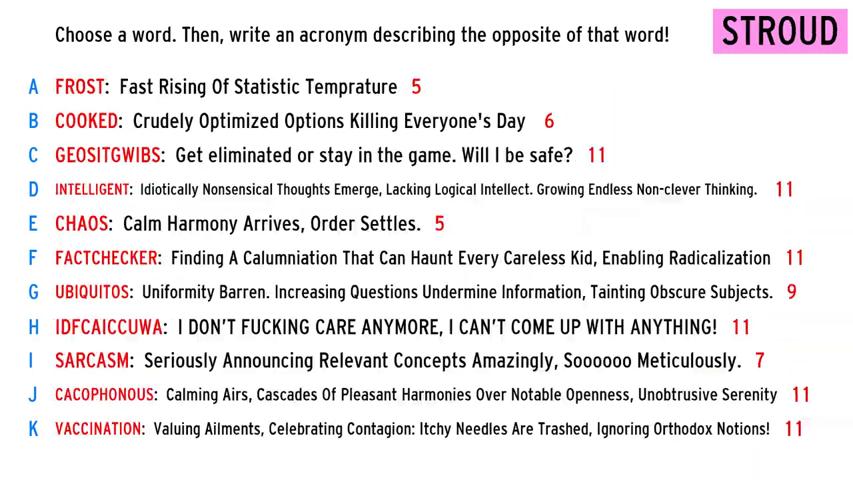 Choose a word. Then, write an acronym describing the opposite of that word! STROUD
A FROST: Fast Rising Of Statistic Temprature 5
B COOKED: Crudely Optimized Options Killing Everyone's Day 6
C GEOSITGWIBS: Get eliminated or stay in the game. Will I be safe? 11
D INTELLIGENT: Idiotically Nonsensical Thoughts Emerge, Lacking Logical Intellect. Growing Endless Non-clever Thinking. 11
E CHAOS: Calm Harmony Arrives, Order Settles. 5
F FACTCHECKER: Finding A Calumniation That Can Haunt Every Careless Kid, Enabling Radicalization 11
G UBIQUITOS: Uniformity Barren. Increasing Questions Undermine Information, Tainting Obscure Subjects. 9
H IDFCAICCUWA: I DON'T FUCKING CARE ANYMORE, I CAN'T COME UP WITH ANYTHING! 11
I SARCASM: Seriously Announcing Relevant Concepts Amazingly, Soooooo Meticulously. 7
J CACOPHONOUS: Calming Airs, Cascades Of Pleasant Harmonies Over Notable Openness, Unobtrusive Serenity 11
K VACCINATION: Valuing Ailments, Celebrating Contagion: Itchy Needles Are Trashed, Ignoring Orthodox Notions! 11